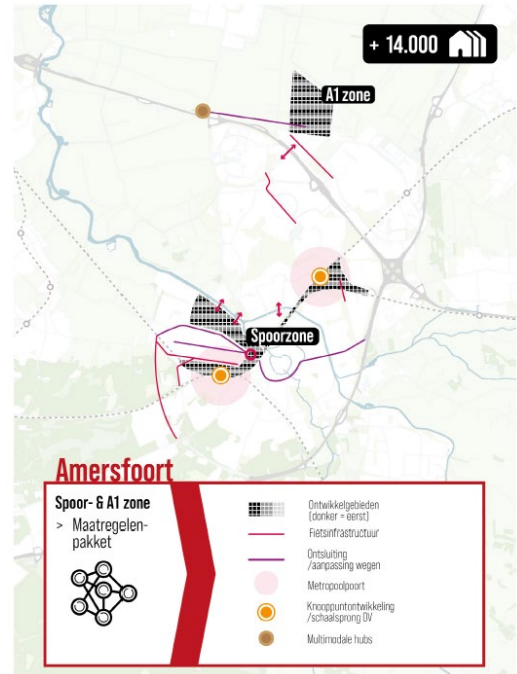 + 14.000
A1 zone
Spoorzone
Amersfoort
Spoor- & A1 zone
> Maatregelen-
pakket
Ontwikkelgebieden
(donker = eerst)
Fietsinfrastructuur
Ontsluiting
/aanpassing wegen
Metropoolpoort
Knooppuntontwikkeling
/schaalsprong OV
Multimodale hubs